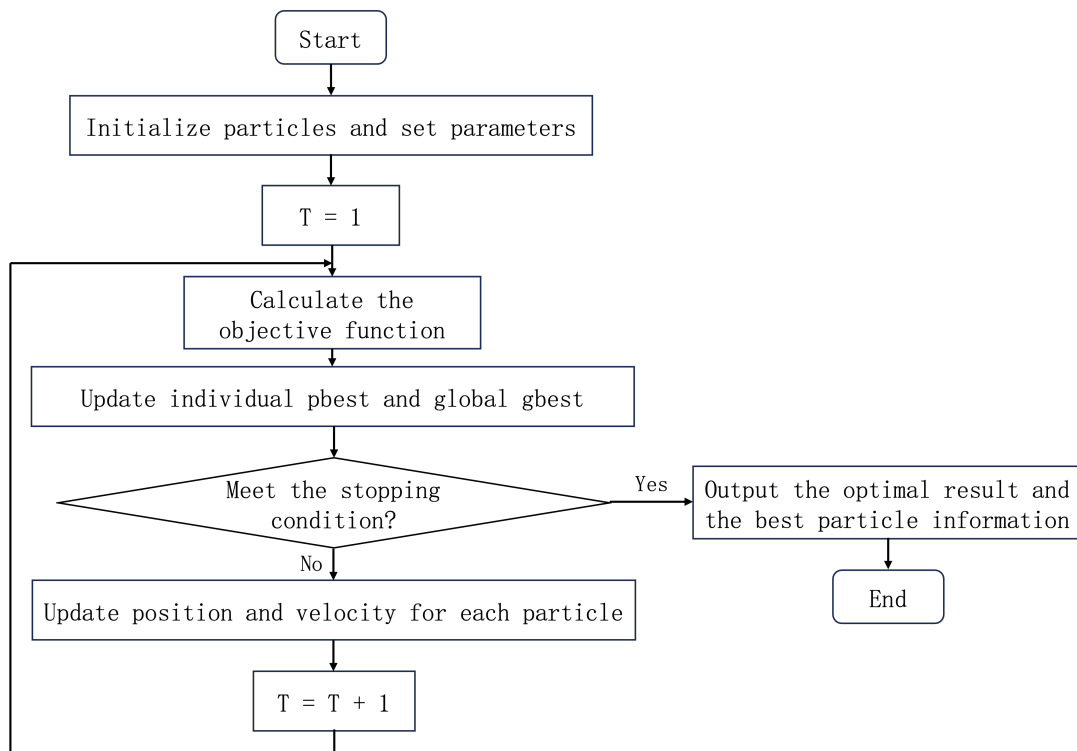 Start
Initialize particles and set parameters
T = 1
Calculate the
objective function
Update individual pbest and global gbest
Meet the stopping
condition?
Yes
Output the optimal result and
the best particle information
End
No
Update position and velocity for each particle
T = T + 1